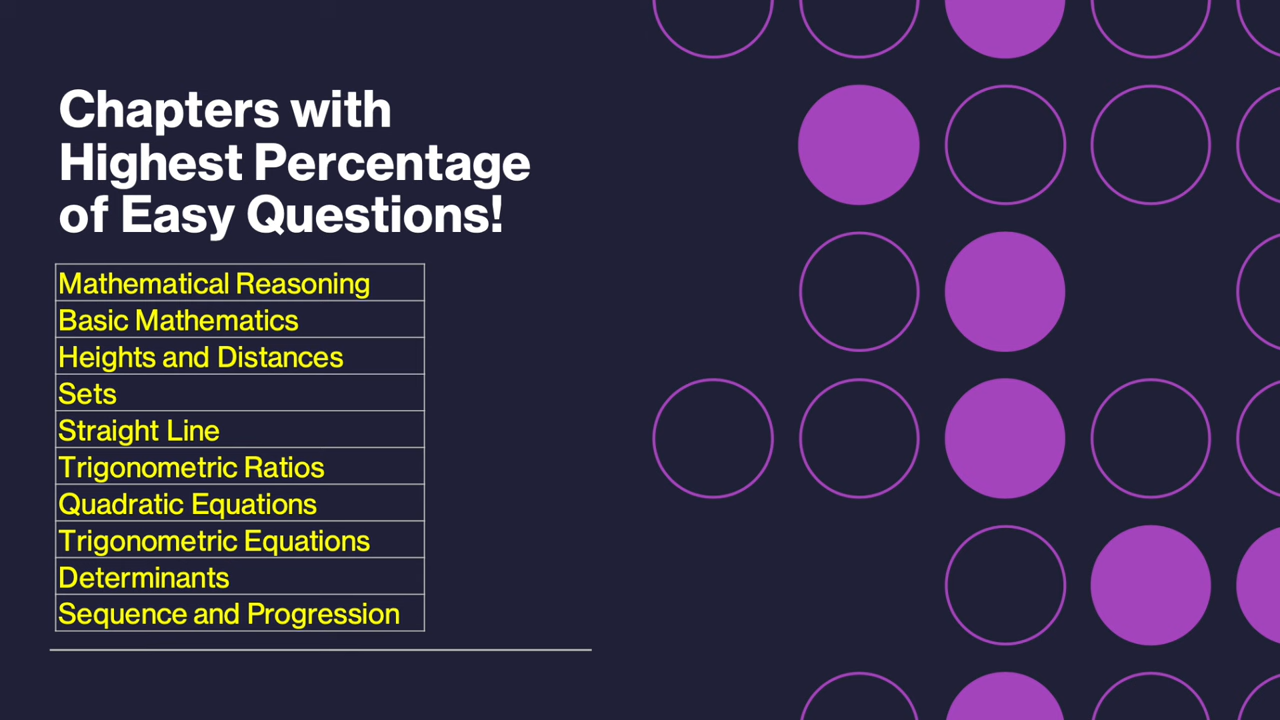 Chapters with
Highest Percentage
of Easy Questions!
Mathematical Reasoning
Basic Mathematics
Heights and Distances
Sets
Straight Line
Trigonometric Ratios
Quadratic Equations
Trigonometric Equations
Determinants
Sequence and Progression